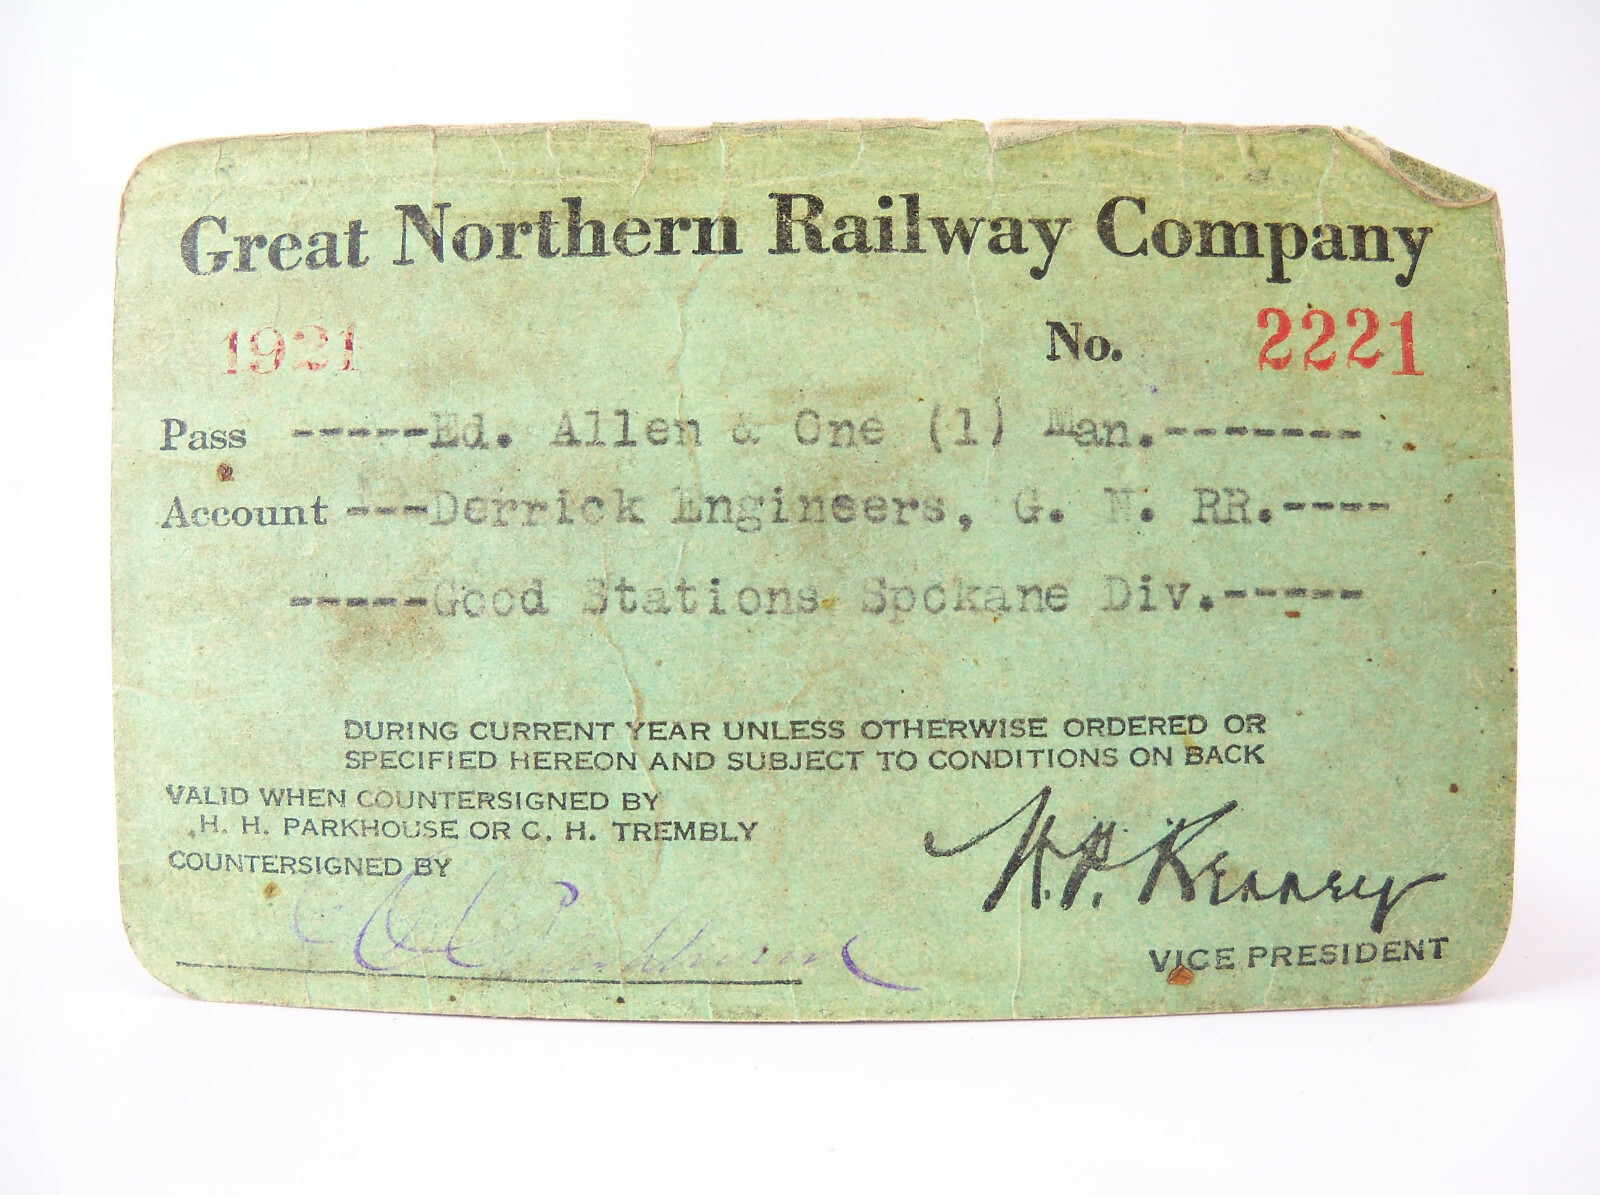 Great Northern Railway Company
1921 No. 2221
Pass -----Ed. Allen & One (1) Man.-------
Account ---Derrick Engineers, G. N. RR.----
-----Good Stations Spokane Div.-----
DURING CURRENT YEAR UNLESS OTHERWISE ORDERED OR
SPECIFIED HEREON AND SUBJECT TO CONDITIONS ON BACK
VALID WHEN COUNTERSIGNED BY
H. H. PARKHOUSE OR C. H. TREMBLY
COUNTERSIGNED BY
VICE PRESIDENT